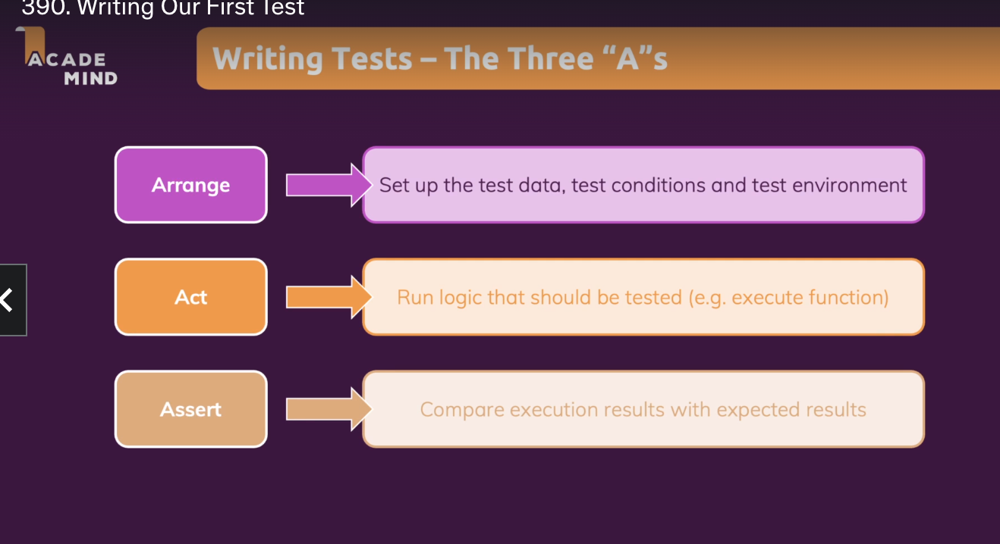 390. Writing Our First Test
ACADE
MIND
Writing Tests – The Three “A”s
Arrange
Set up the test data, test conditions and test environment
Act
Run logic that should be tested (e.g. execute function)
Assert
Compare execution results with expected results